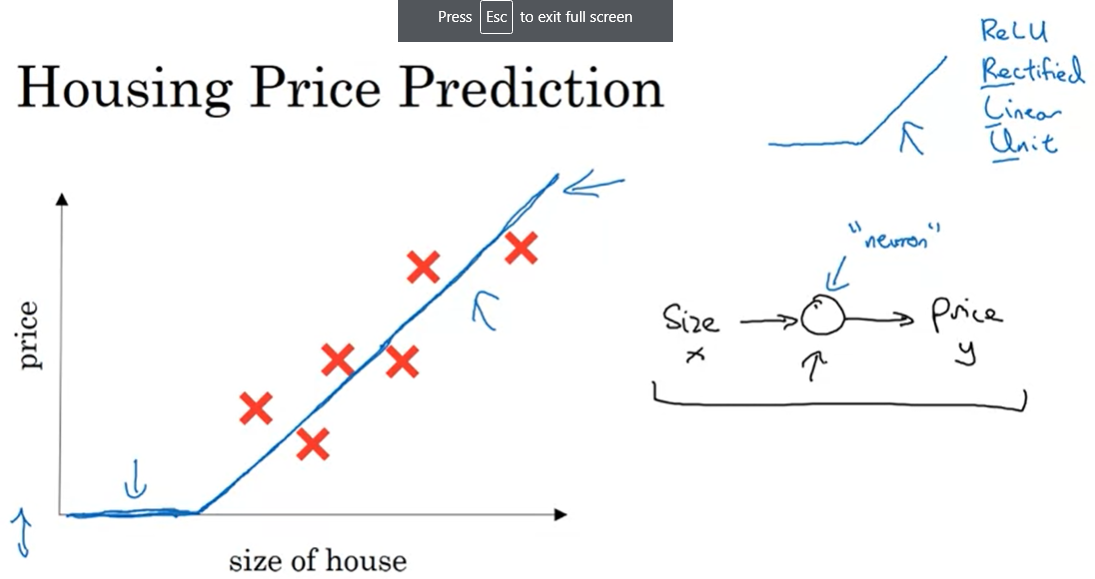 Press Esc to exit full screen
Housing Price Prediction
ReLU
Rectified
Linear
Unit
price
size of house
"neuron"
Size
x
Price
y